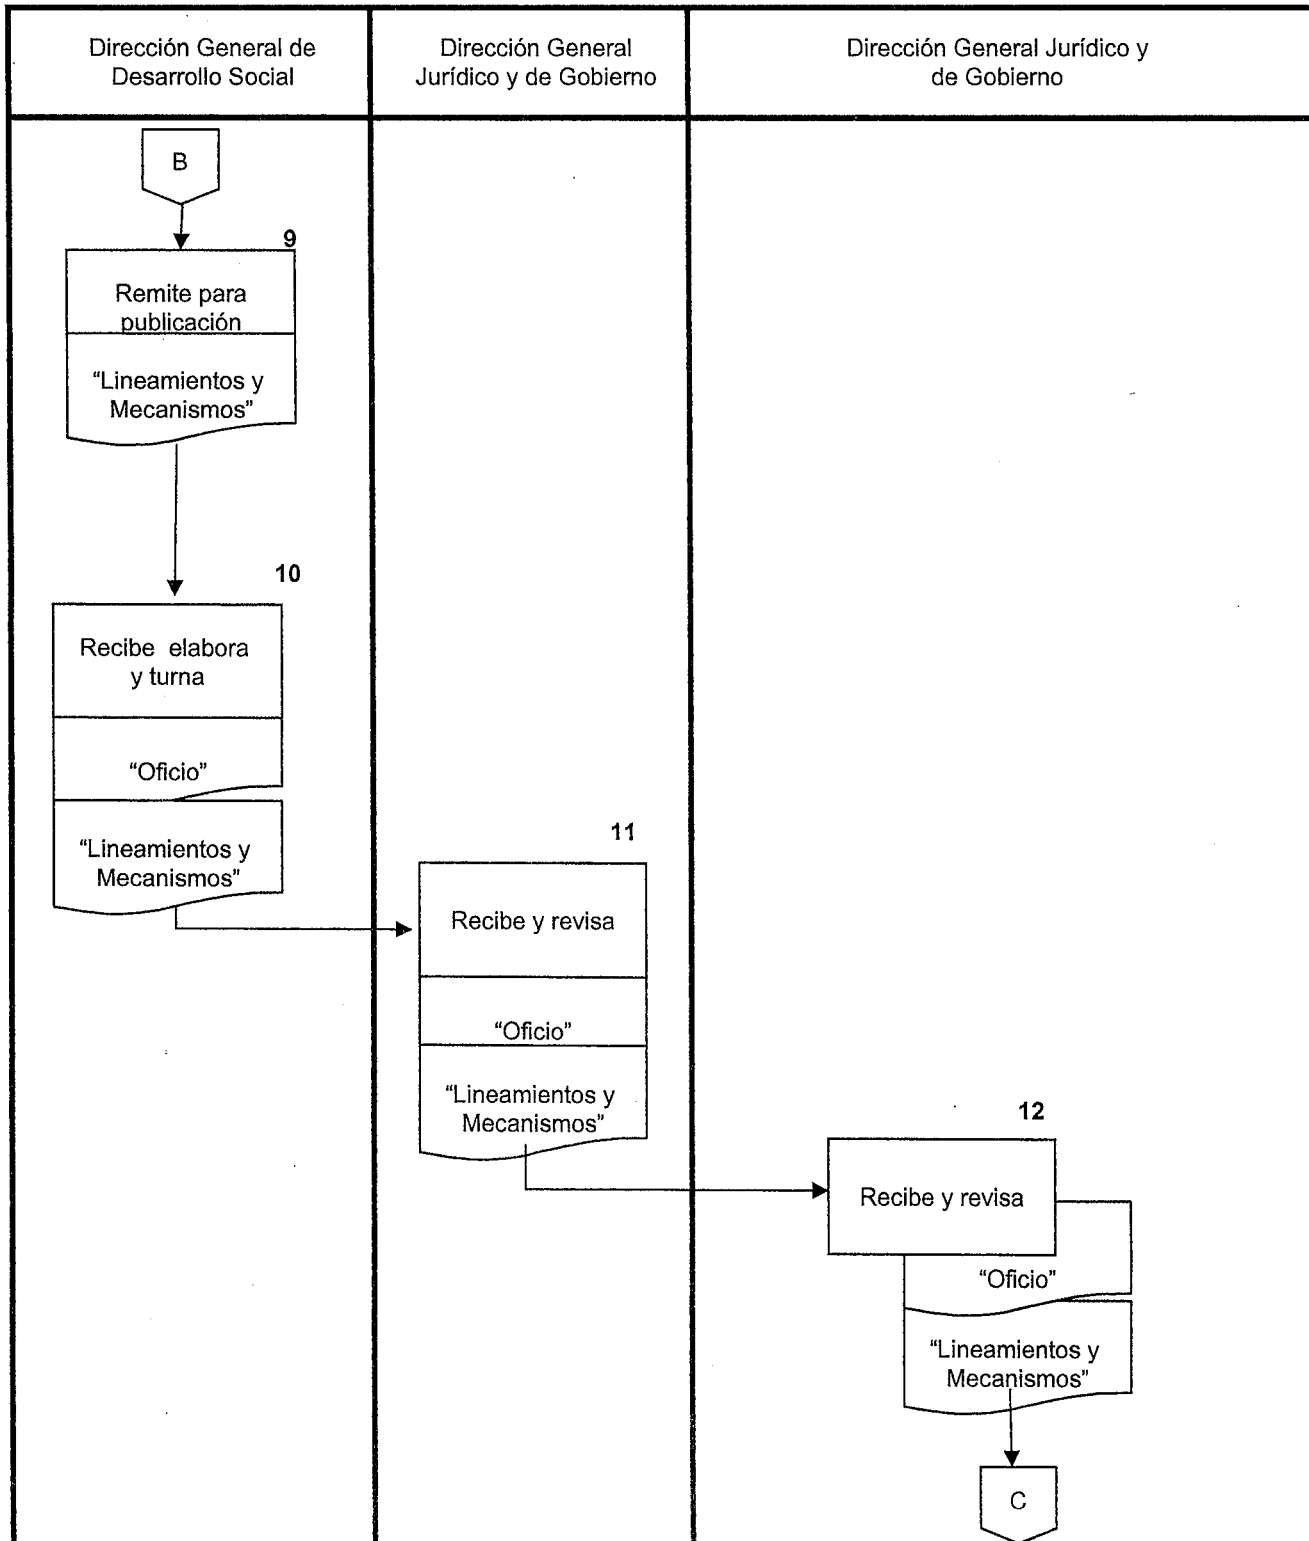 Dirección General de
Desarrollo Social
Dirección General
Jurídico y de Gobierno
Dirección General Jurídico y
de Gobierno
B
9
Remite para
publicación
“Lineamientos y
Mecanismos”
10
Recibe elabora
y turna
“Oficio”
“Lineamientos y
Mecanismos”
11
Recibe y revisa
“Oficio”
“Lineamientos y
Mecanismos”
12
Recibe y revisa
“Oficio”
“Lineamientos y
Mecanismos”
C